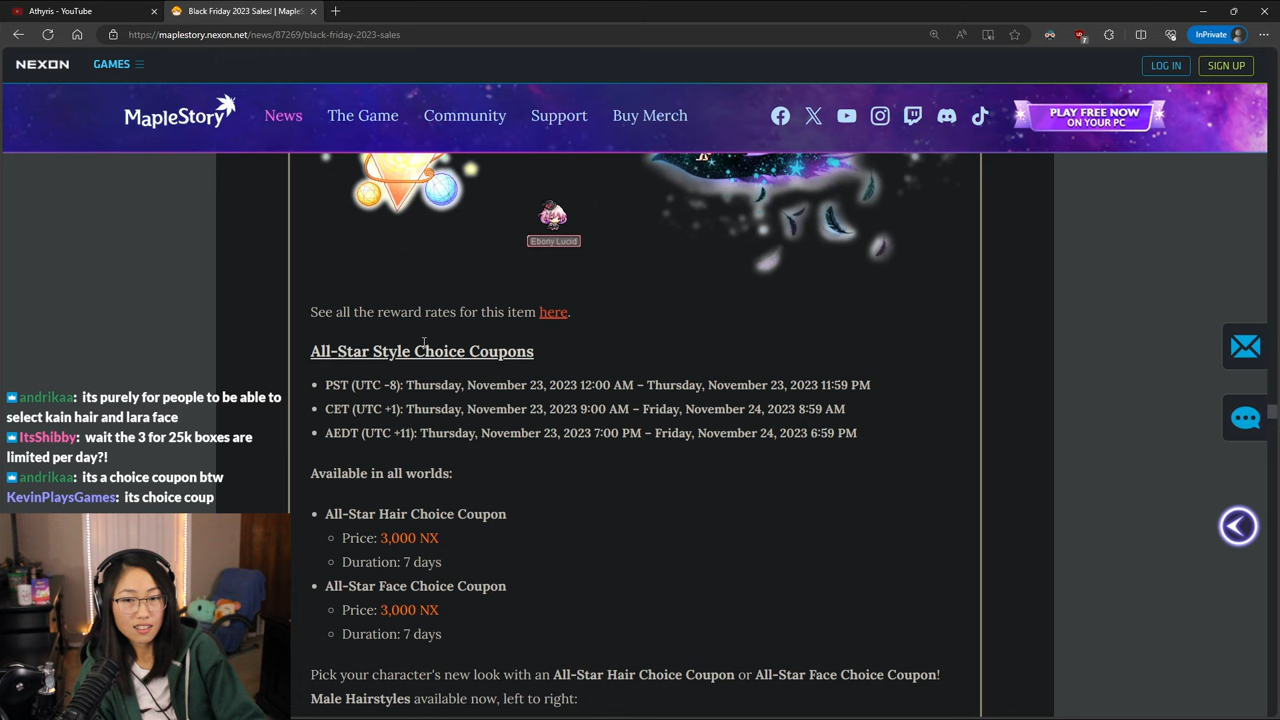 Athyris - YouTube
Black Friday 2023 Sales! | MapleS
https://maplestory.nexon.net/news/87269/black-friday-2023-sales
7
InPrivate
NEXON
GAMES
LOG IN
SIGN UP
MapleStory
News
The Game
Community
Support
Buy Merch
PLAY FREE NOW
ON YOUR PC
Ebony Lucid
See all the reward rates for this item here.
All-Star Style Choice Coupons
• PST (UTC -8): Thursday, November 23, 2023 12:00 AM – Thursday, November 23, 2023 11:59 PM
• CET (UTC +1): Thursday, November 23, 2023 9:00 AM – Friday, November 24, 2023 8:59 AM
• AEDT (UTC +11): Thursday, November 23, 2023 7:00 PM – Friday, November 24, 2023 6:59 PM
Available in all worlds:
• All-Star Hair Choice Coupon
Price: 3,000 NX
Duration: 7 days
• All-Star Face Choice Coupon
Price: 3,000 NX
Duration: 7 days
Pick your character's new look with an All-Star Hair Choice Coupon or All-Star Face Choice Coupon!
Male Hairstyles available now, left to right:
andrikaa: its purely for people to be able to
select kain hair and lara face
ItsShibby: wait the 3 for 25k boxes are
limited per day?!
andrikaa: its a choice coupon btw
KevinPlaysGames: its choice coup